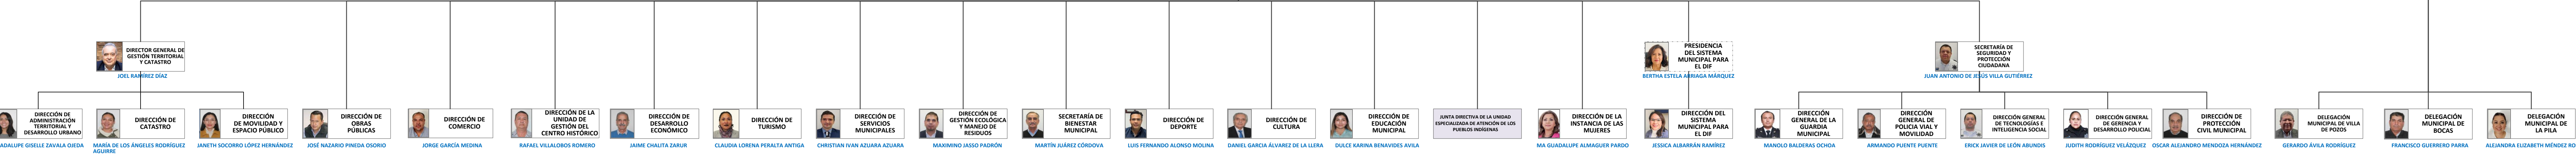 DIRECTOR GENERAL DE
GESTIÓN TERRITORIAL
Y CATASTRO
JOEL RAMÍREZ DÍAZ
PRESIDENCIA
DEL SISTEMA
MUNICIPAL PARA
EL DIF
BERTHA ESTELA ARRIAGA MÁRQUEZ
SECRETARÍA DE
SEGURIDAD Y
PROTECCIÓN
CIUDADANA
JUAN ANTONIO DE JESÚS VILLA GUTIÉRREZ
DIRECCIÓN DE
ADMINISTRACIÓN
TERRITORIAL Y
DESARROLLO URBANO
ADALUPE GISELLE ZAVALA OJEDA
DIRECCIÓN DE
CATASTRO
MARÍA DE LOS ÁNGELES RODRÍGUEZ
AGUIRRE
DIRECCIÓN
DE MOVILIDAD Y
ESPACIO PÚBLICO
JANETH SOCORRO LÓPEZ HERNÁNDEZ
DIRECCIÓN DE
OBRAS
PÚBLICAS
JOSÉ NAZARIO PINEDA OSORIO
DIRECCIÓN DE
COMERCIO
JORGE GARCÍA MEDINA
DIRECCIÓN DE LA
UNIDAD DE
GESTIÓN DEL
CENTRO HISTÓRICO
RAFAEL VILLALOBOS ROMERO
DIRECCIÓN DE
DESARROLLO
ECONÓMICO
JAIME CHALITA ZARUR
DIRECCIÓN DE
TURISMO
CLAUDIA LORENA PERALTA ANTIGA
DIRECCIÓN DE
SERVICIOS
MUNICIPALES
CHRISTIAN IVAN AZUARA AZUARA
DIRECCIÓN DE
GESTIÓN ECOLÓGICA
Y MANEJO DE
RESIDUOS
MAXIMINO JASSO PADRÓN
SECRETARÍA DE
BIENESTAR
MUNICIPAL
MARTÍN JUÁREZ CÓRDOVA
DIRECCIÓN DE
DEPORTE
LUIS FERNANDO ALONSO MOLINA
DIRECCIÓN DE
CULTURA
DANIEL GARCIA ÁLVAREZ DE LA LLERA
DIRECCIÓN DE
EDUCACIÓN
MUNICIPAL
DULCE KARINA BENAVIDES AVILA
JUNTA DIRECTIVA DE LA UNIDAD
ESPECIALIZADA DE ATENCIÓN DE LOS
PUEBLOS INDÍGENAS
DIRECCIÓN DE LA
INSTANCIA DE LAS
MUJERES
MA GUADALUPE ALMAGUER PARDO
DIRECCIÓN DEL
SISTEMA
MUNICIPAL PARA
EL DIF
JESSICA ALBARRÁN RAMÍREZ
DIRECCIÓN
GENERAL DE LA
GUARDIA
MUNICIPAL
MANOLO BALDERAS OCHOA
DIRECCIÓN
GENERAL DE
POLICIA VIAL Y
MOVILIDAD
ARMANDO PUENTE PUENTE
DIRECCIÓN GENERAL
DE TECNOLOGÍAS E
INTELIGENCIA SOCIAL
ERICK JAVIER DE LEÓN ABUNDIS
DIRECCIÓN GENERAL
DE GERENCIA Y
DESARROLLO POLICIAL
JUDITH RODRÍGUEZ VELÁZQUEZ
DIRECCIÓN DE
PROTECCIÓN
CIVIL MUNICIPAL
OSCAR ALEJANDRO MENDOZA HERNÁNDEZ
DELEGACIÓN
MUNICIPAL DE VILLA
DE POZOS
GERARDO ÁVILA RODRÍGUEZ
DELEGACIÓN
MUNICIPAL DE
BOCAS
FRANCISCO GUERRERO PARRA
DELEGACIÓN
MUNICIPAL DE
LA PILA
ALEJANDRA ELIZABETH MÉNDEZ